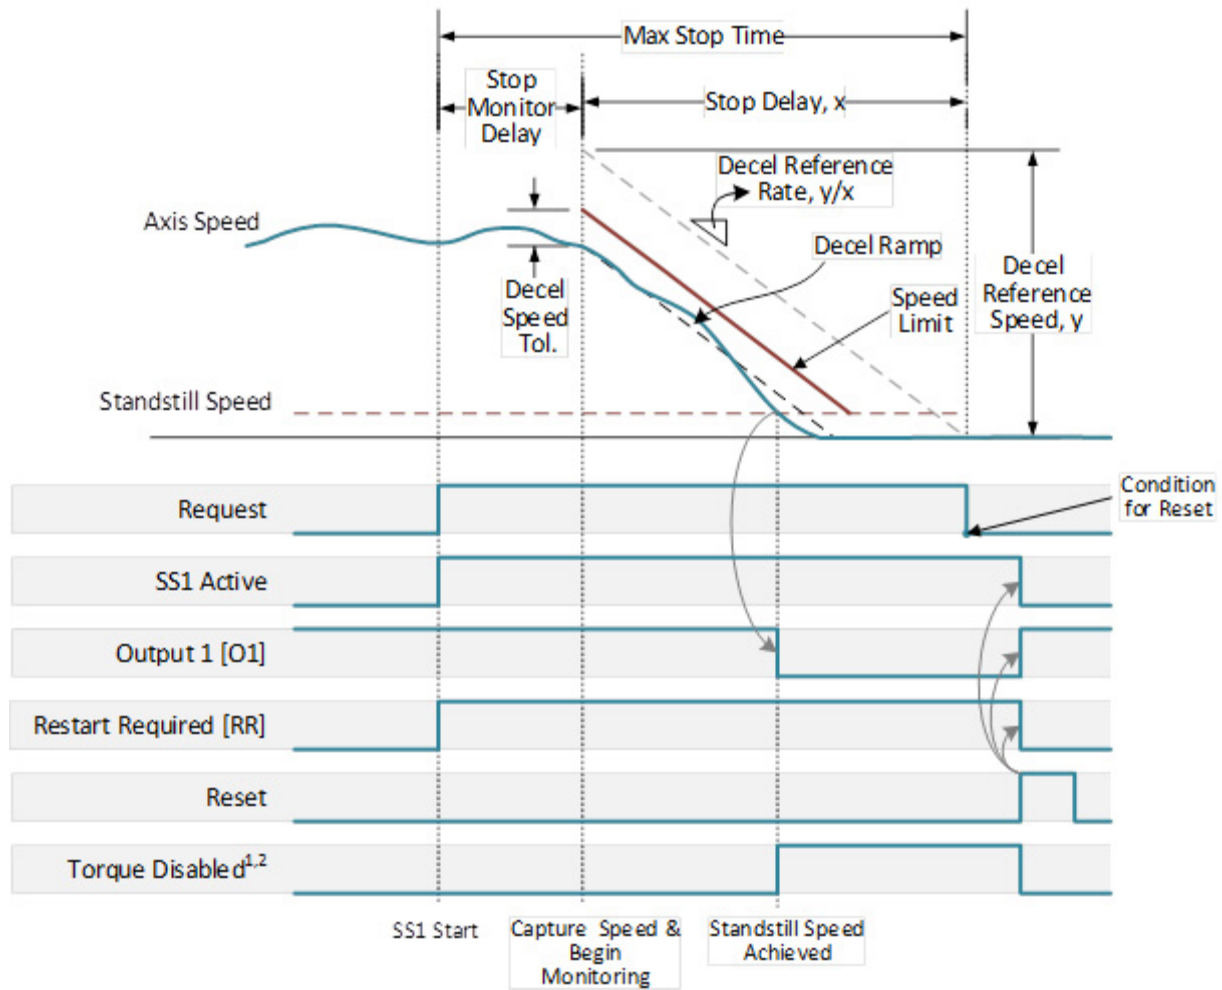 Max Stop Time
Stop
Monitor
Delay
Stop Delay, x
Decel Reference
Rate, y/x
Axis Speed
Decel Ramp
Decel
Speed
Tol.
Speed
Limit
Decel
Reference
Speed, y
Standstill Speed
Condition
for Reset
Request
SS1 Active
Output 1 [O1]
Restart Required [RR]
Reset
Torque Disabled1,2
SS1 Start
Capture Speed &
Begin
Monitoring
Standstill Speed
Achieved